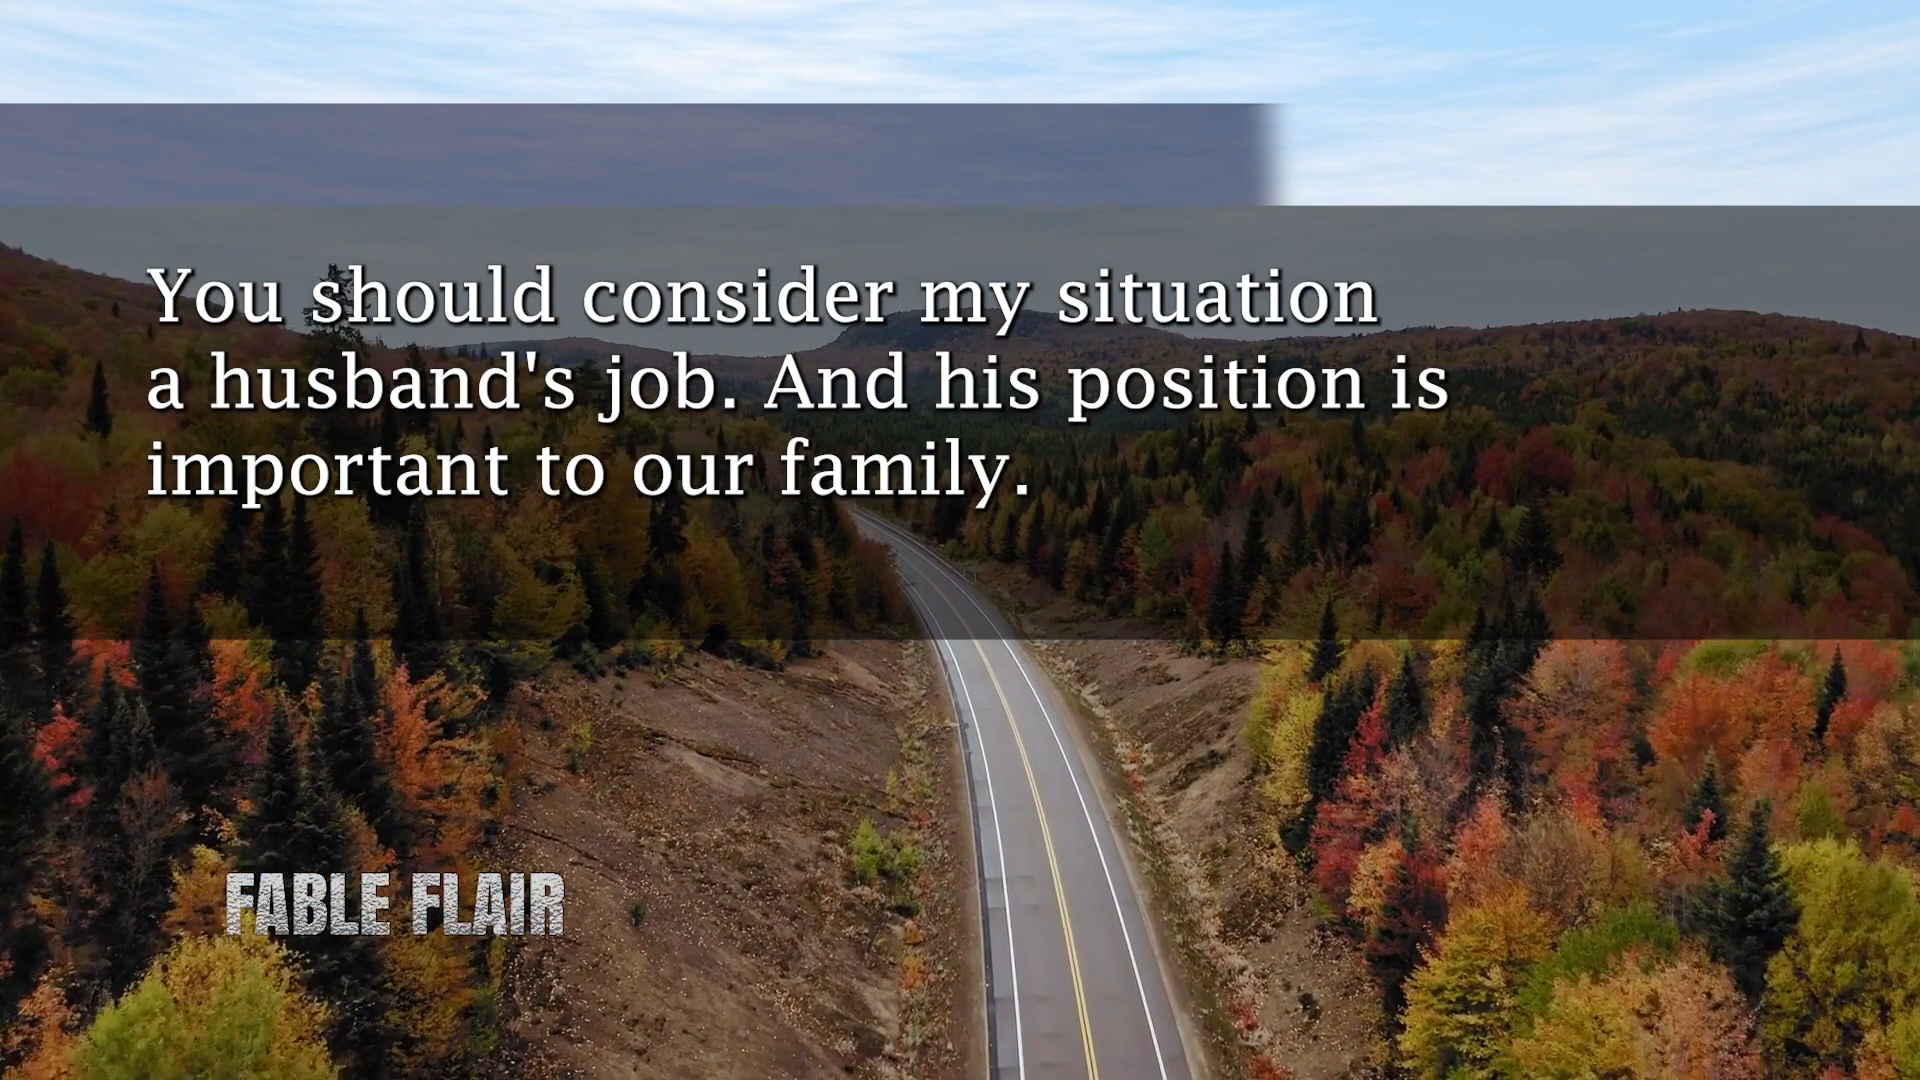 You should consider my situation
a husband's job. And his position is
important to our family.
FABLE FLAIR